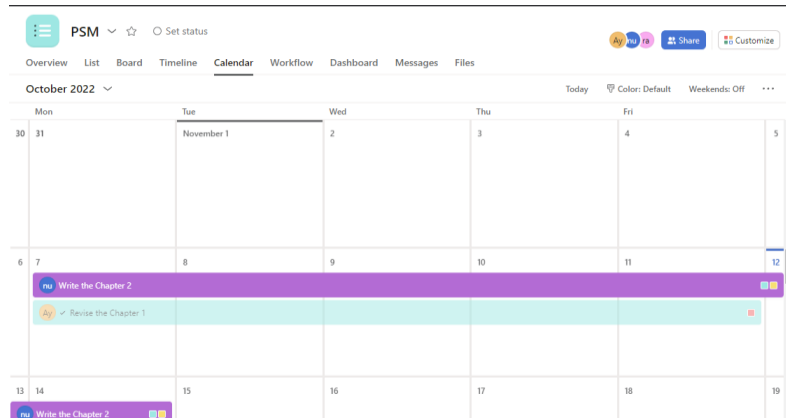 PSM Set status
Ay nu ra Share Customize
Overview List Board Timeline Calendar Workflow Dashboard Messages Files
October 2022 Today Color: Default Weekends: Off
Mon Tue Wed Thu Fri
30 31 November 1 2 3 4 5
6 7 8 9 10 11 12
nu Write the Chapter 2
Ay Revise the Chapter 1
13 14 15 16 17 18 19
nu Write the Chapter 2